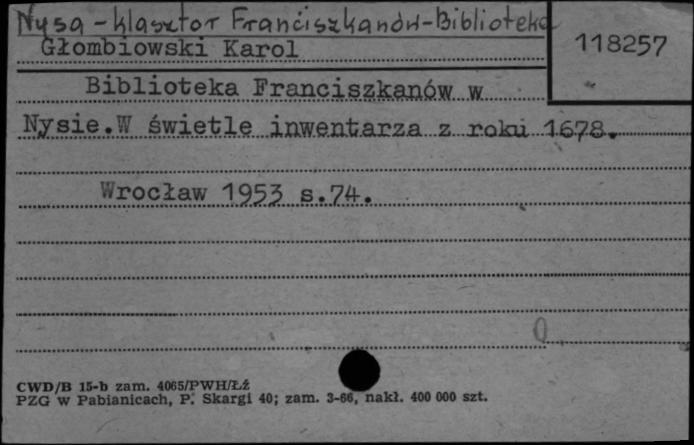 Nysa - klasztor Franciszkanów - Biblioteka
Głombiowski Karol
118257
Biblioteka Franciszkanów w
Nysie.W świetle inwentarza z roku 1678.
Wrocław 1953 s.74.
CWD/B 15-b zam. 4065/PWH/Łź
PZG w Pabianicach, P. Skargi 40; zam. 3-66, nakł. 400 000 szt.